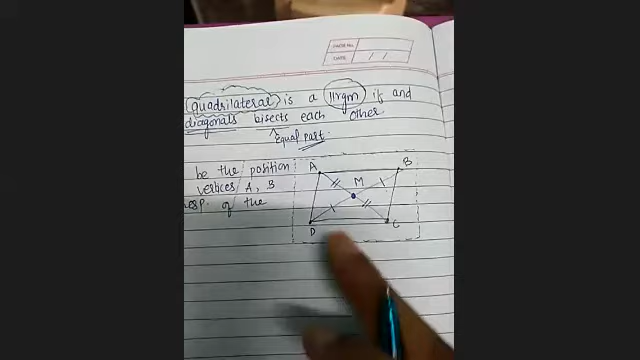 PAGE NO.
DATE / /
quadrilateral is a ||rgm if and
diagonals bisects each other
Equal part
be the position
vertices A, B
resp. of the
A
B
M
D
C